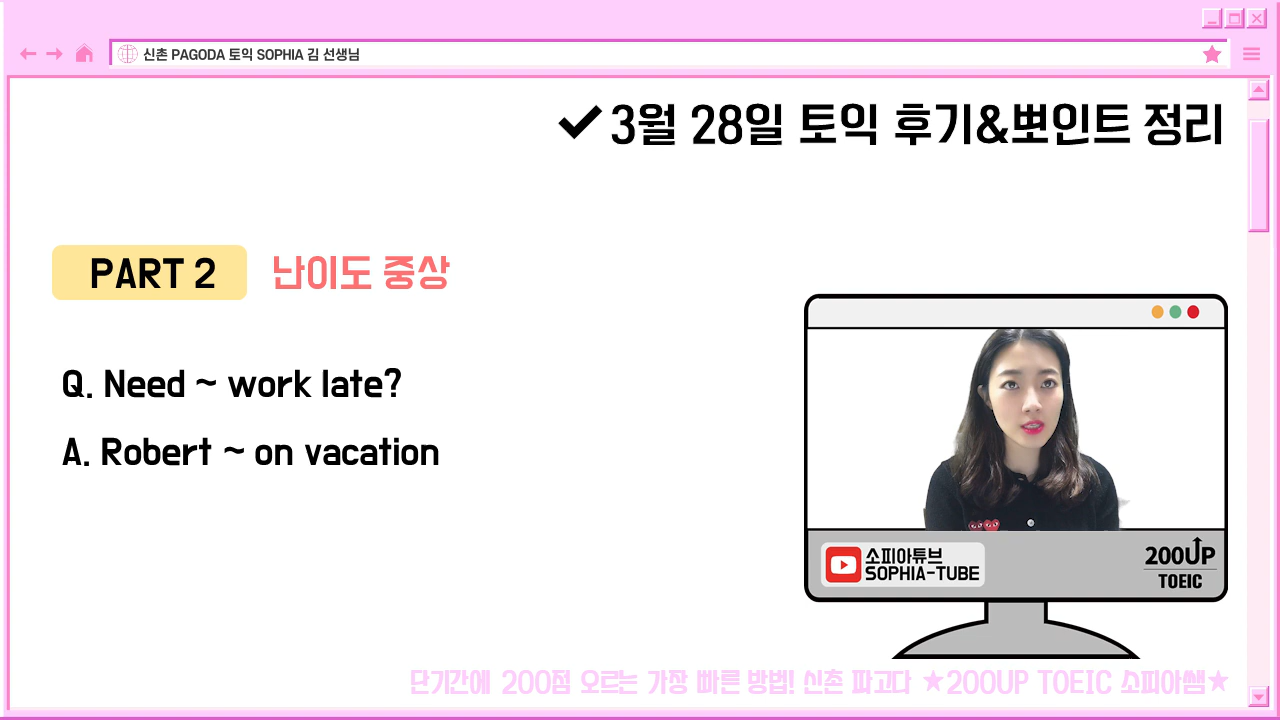 신촌 PAGODA 토익 SOPHIA 김 선생님
3월 28일 토익 후기&뽀인트 정리
PART 2 난이도 중상
Q. Need ~ work late?
A. Robert ~ on vacation
소피아튜브
SOPHIA-TUBE
200UP
TOEIC
단기간에 200점 오르는 가장 빠른 방법! 신촌 파고다 ★200UP TOEIC 소피아쌤★